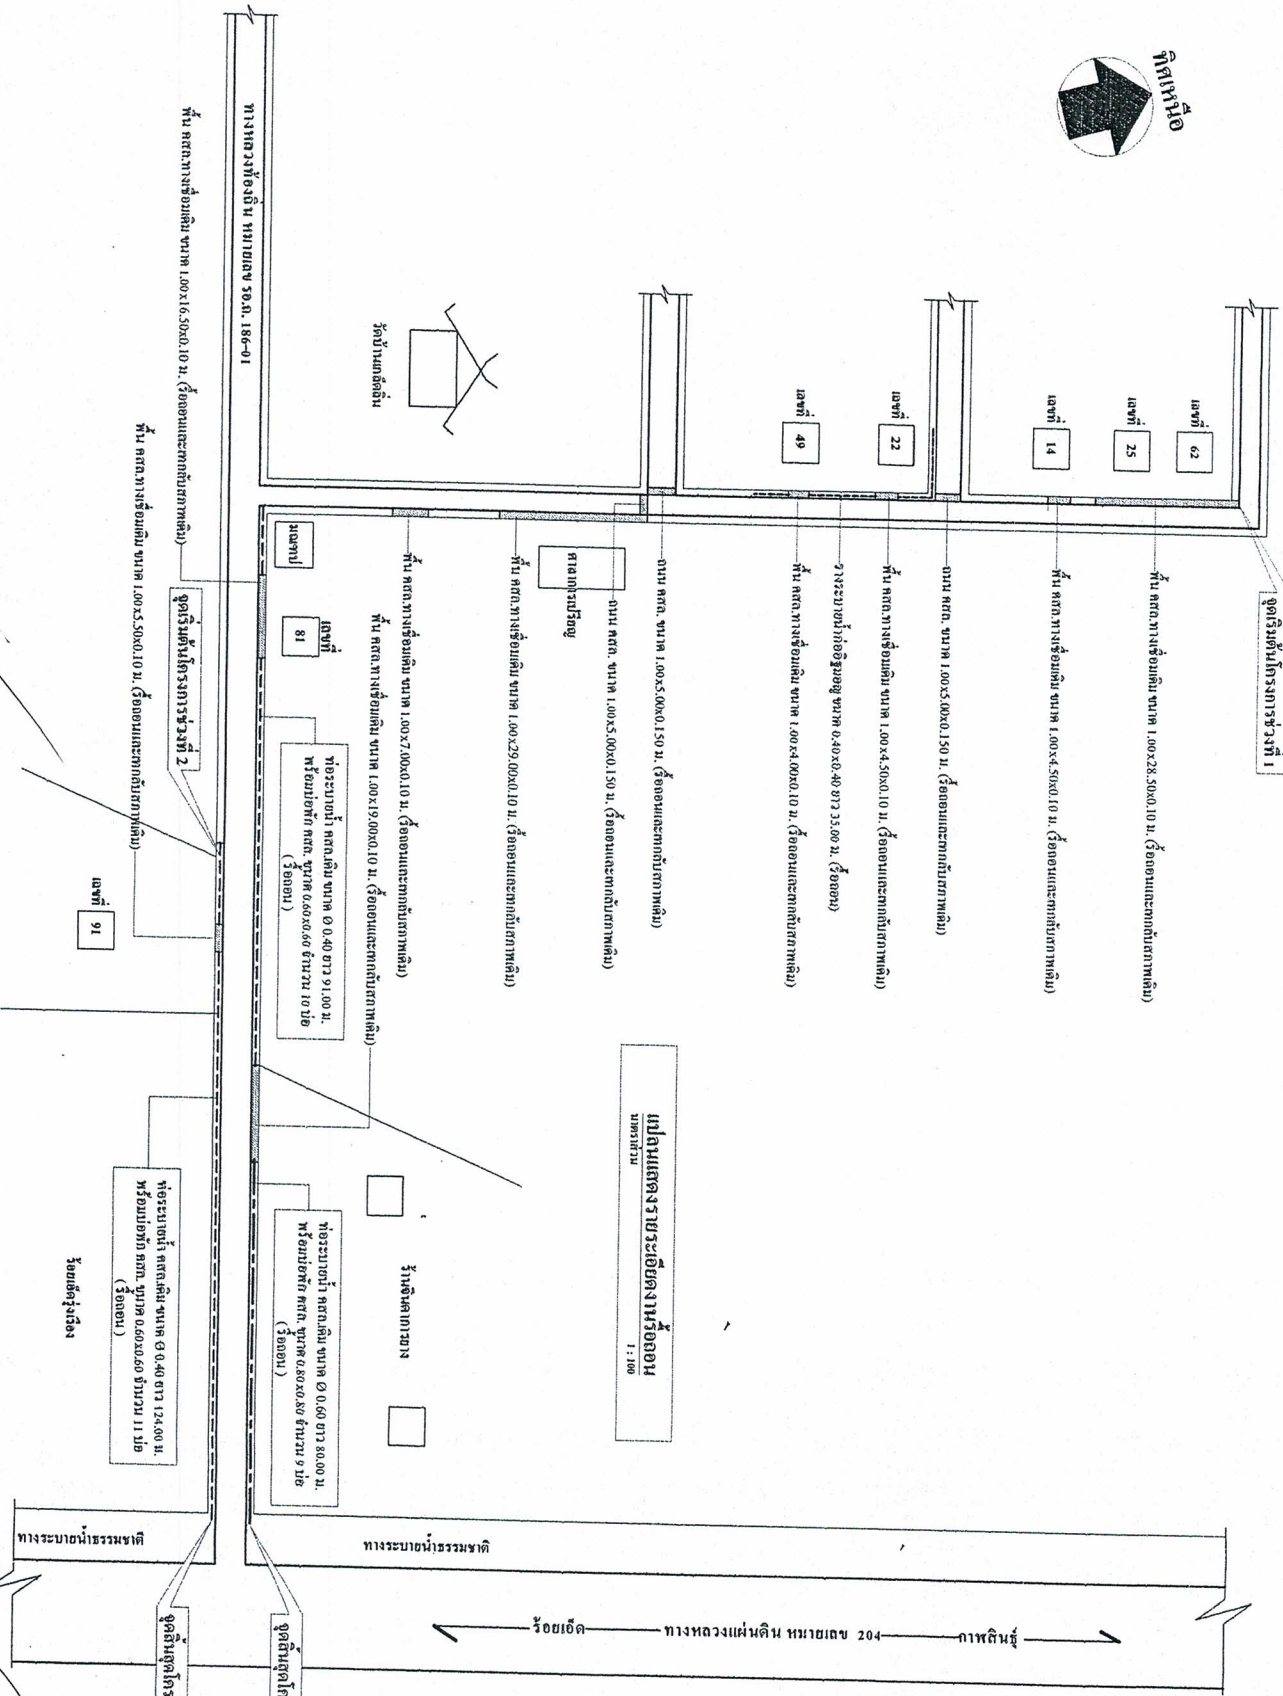 ทิศเหนือ
จุดเริ่มต้นโครงการช่วงที่ 1
เลขที่
62
เลขที่
25
เลขที่
14
เลขที่
22
เลขที่
49
พื้น คสล.ทางเชื่อมเดิม ขนาด 1.00x28.50x0.10 ม. (รื้อถอนและเทกลับสภาพเดิม)
พื้น คสล.ทางเชื่อมเดิม ขนาด 1.00x4.50x0.10 ม. (รื้อถอนและเทกลับสภาพเดิม)
ถนน คสล. ขนาด 1.00x5.00x0.150 ม. (รื้อถอนและเทกลับสภาพเดิม)
พื้น คสล.ทางเชื่อมเดิม ขนาด 1.00x4.50x0.10 ม. (รื้อถอนและเทกลับสภาพเดิม)
รางระบายน้ำก่ออิฐมอญ ขนาด 0.40x0.40 ยาว 35.00 ม. (รื้อถอน)
พื้น คสล.ทางเชื่อมเดิม ขนาด 1.00x4.00x0.10 ม. (รื้อถอนและเทกลับสภาพเดิม)
ถนน คสล. ขนาด 1.00x5.00x0.150 ม. (รื้อถอนและเทกลับสภาพเดิม)
ถนน คสล. ขนาด 1.00x5.00x0.150 ม. (รื้อถอนและเทกลับสภาพเดิม)
ศาลาการเปรียญ
พื้น คสล.ทางเชื่อมเดิม ขนาด 1.00x29.00x0.10 ม. (รื้อถอนและเทกลับสภาพเดิม)
พื้น คสล.ทางเชื่อมเดิม ขนาด 1.00x7.00x0.10 ม. (รื้อถอนและเทกลับสภาพเดิม)
พื้น คสล.ทางเชื่อมเดิม ขนาด 1.00x19.00x0.10 ม. (รื้อถอนและเทกลับสภาพเดิม)
แปลนแสดงรายระเอียดงานรื้อถอน
มาตราส่วน 1 : 100
วัดบ้านเกล็ดลิ่น
เลขที่
81
ท่อระบายน้ำ คสล.เดิม ขนาด Ø 0.40 ยาว 91.00 ม.
พร้อมบ่อพัก คสล. ขนาด 0.60x0.60 จำนวน 10 บ่อ
(รื้อถอน)
ร้านจินดาการยาง
ท่อระบายน้ำ คสล.เดิม ขนาด Ø 0.60 ยาว 80.00 ม.
พร้อมบ่อพัก คสล. ขนาด 0.80x0.80 จำนวน 9 บ่อ
(รื้อถอน)
ทางหลวงท้องถิ่น หมายเลข รอ.ถ. 186-01
พื้น คสล.ทางเชื่อมเดิม ขนาด 1.00x16.50x0.10 ม. (รื้อถอนและเทกลับสภาพเดิม)
จุดเริ่มต้นโครงการช่วงที่ 2
พื้น คสล.ทางเชื่อมเดิม ขนาด 1.00x5.50x0.10 ม. (รื้อถอนและเทกลับสภาพเดิม)
เลขที่
91
ท่อระบายน้ำ คสล.เดิม ขนาด Ø 0.40 ยาว 124.00 ม.
พร้อมบ่อพัก คสล. ขนาด 0.60x0.60 จำนวน 11 บ่อ
(รื้อถอน)
ร้อยเอ็ดรุ่งเรือง
ทางระบายน้ำธรรมชาติ
ทางระบายน้ำธรรมชาติ
ร้อยเอ็ด ทางหลวงแผ่นดิน หมายเลข 204 กาฬสินธุ์